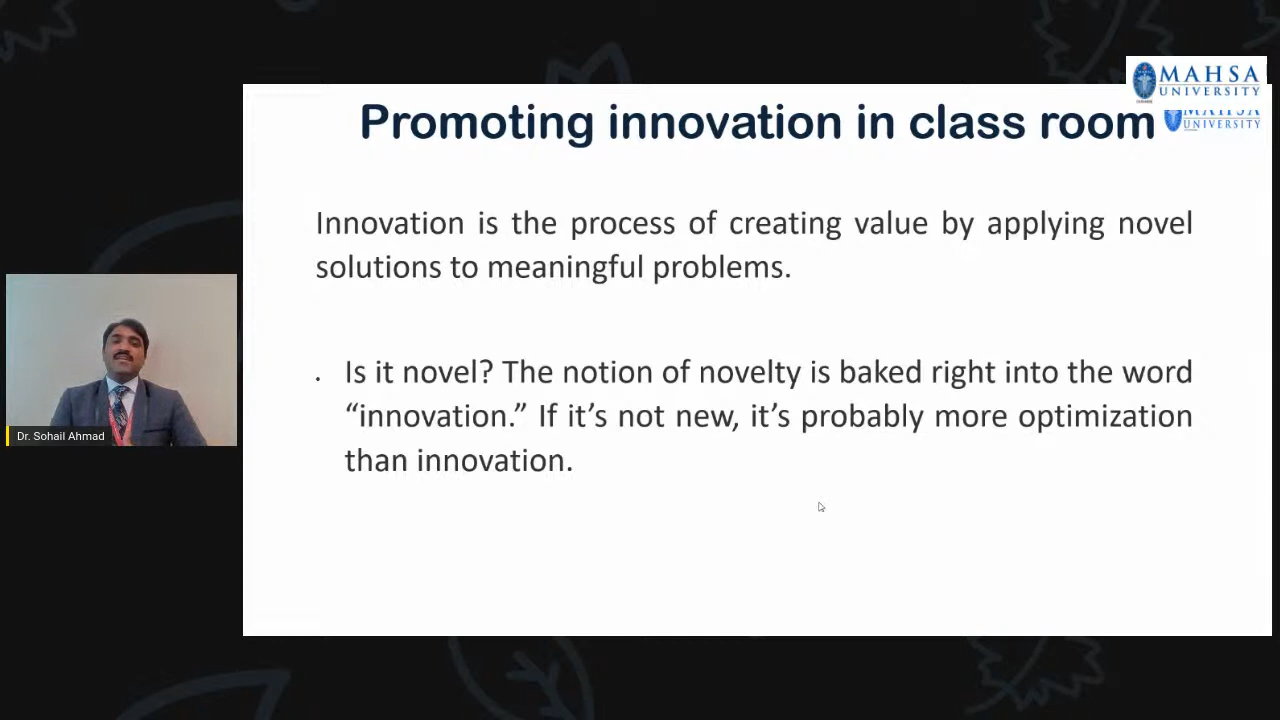 MAHSA
UNIVERSITY
MAHSA
UNIVERSITY
Promoting innovation in class room
Innovation is the process of creating value by applying novel
solutions to meaningful problems.
Is it novel? The notion of novelty is baked right into the word
“innovation.” If it’s not new, it’s probably more optimization
than innovation.
Dr. Sohail Ahmad